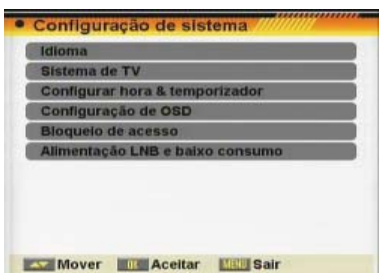 Configuração de sistema
Idioma
Sistema de TV
Configurar hora & temporizador
Configuração de OSD
Bloqueio de acesso
Alimentação LNB e baixo consumo
Mover OK Aceitar MENU Sair